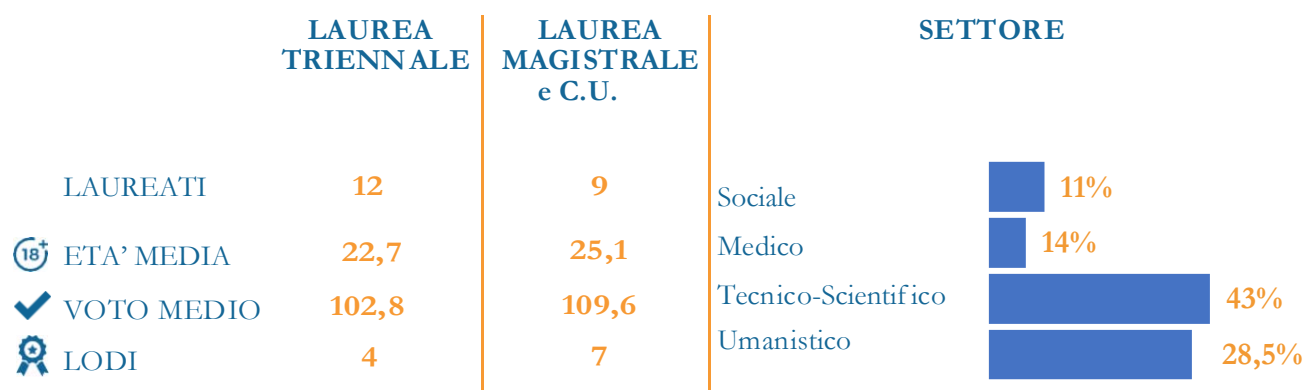 LAUREA
TRIENNALE
LAUREA
MAGISTRALE
e C.U.
SETTORE
LAUREATI 12 9
18+ ETA' MEDIA 22,7 25,1
VOTO MEDIO 102,8 109,6
LODI 4 7
Sociale 11%
Medico 14%
Tecnico-Scientifico 43%
Umanistico 28,5%